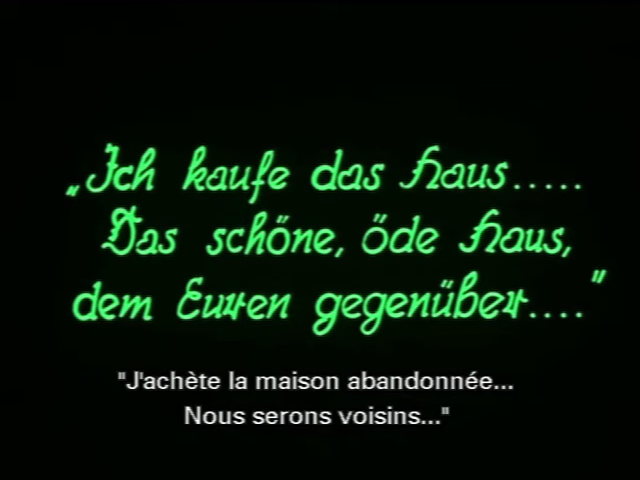 „Ich kaufe das Haus.....
Das schöne, öde Haus,
dem Euren gegenüber...."
"J'achète la maison abandonnée...
Nous serons voisins..."